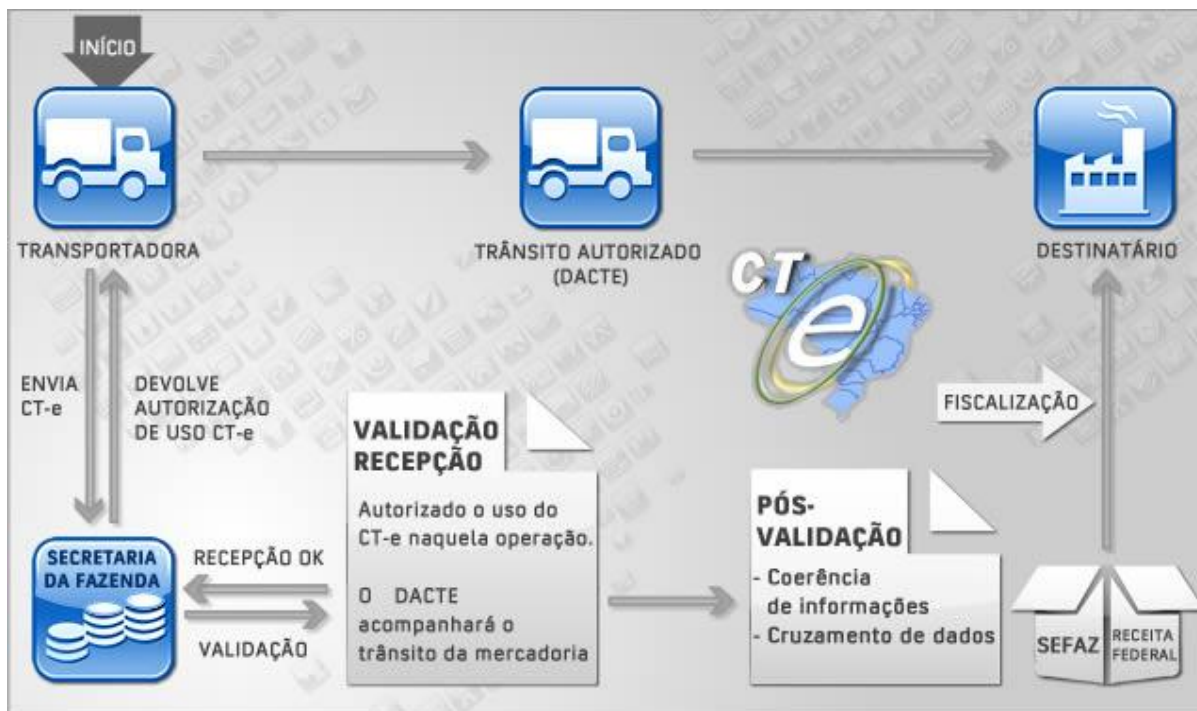 INÍCIO
TRANSPORTADORA
TRÂNSITO AUTORIZADO
(DACTE)
DESTINATÁRIO
CT
e
ENVIA
CT-e
DEVOLVE
AUTORIZAÇÃO
DE USO CT-e
FISCALIZAÇÃO
VALIDAÇÃO
RECEPÇÃO
Autorizado o uso do
CT-e naquela operação.
O DACTE
acompanhará o
trânsito da mercadoria
PÓS-
VALIDAÇÃO
- Coerência
de informações
- Cruzamento de dados
SECRETARIA
DA FAZENDA
RECEPÇÃO OK
VALIDAÇÃO
SEFAZ
RECEITA
FEDERAL